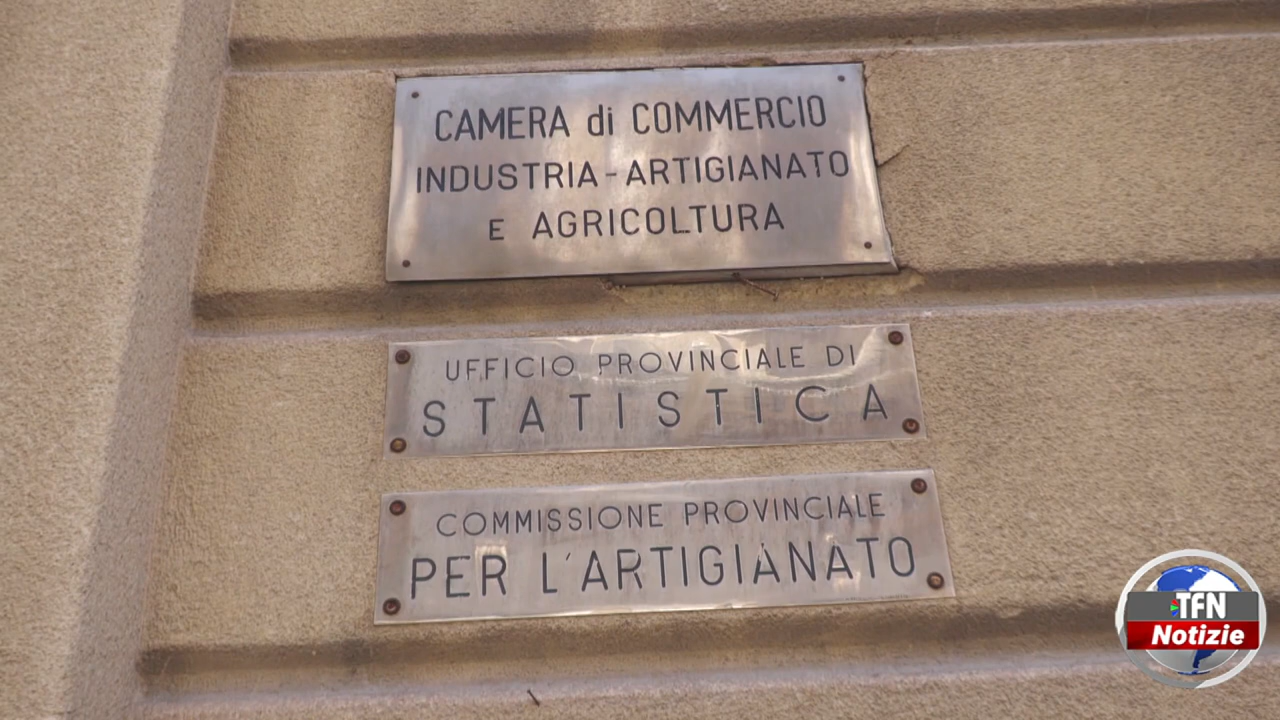 CAMERA di COMMERCIO
INDUSTRIA - ARTIGIANATO
E AGRICOLTURA
UFFICIO PROVINCIALE DI
STATISTICA
COMMISSIONE PROVINCIALE
PER L'ARTIGIANATO
TFN
Notizie